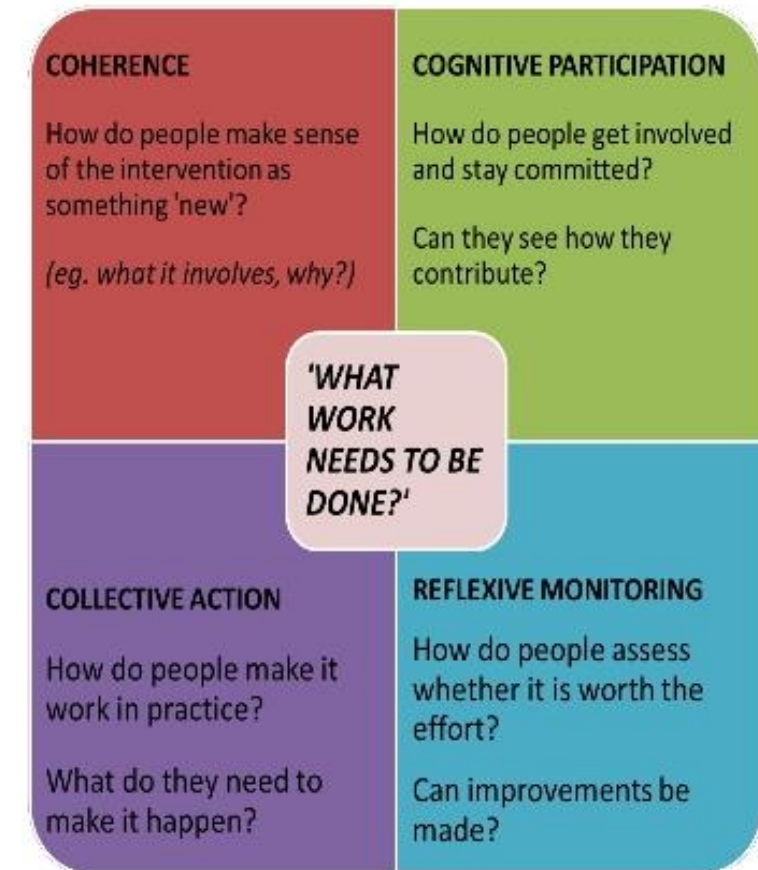 COHERENCE
How do people make sense
of the intervention as
something 'new'?
(eg. what it involves, why?)
COGNITIVE PARTICIPATION
How do people get involved
and stay committed?
Can they see how they
contribute?
'WHAT
WORK
NEEDS TO BE
DONE?'
COLLECTIVE ACTION
How do people make it
work in practice?
What do they need to
make it happen?
REFLEXIVE MONITORING
How do people assess
whether it is worth the
effort?
Can improvements be
made?